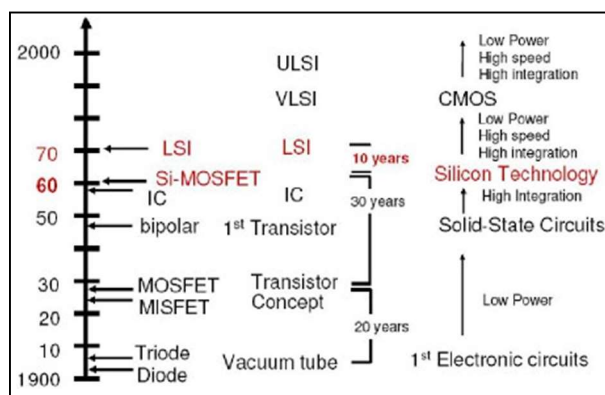 2000
ULSI
VLSI
70
LSI
LSI
60
Si-MOSFET
IC
IC
50
bipolar
1st Transistor
30
MOSFET
MISFET
Transistor
Concept
20
10
Triode
Diode
Vacuum tube
1900
10 years
30 years
20 years
Low Power
High speed
High integration
CMOS
Low Power
High speed
High integration
Silicon Technology
High Integration
Solid-State Circuits
Low Power
1st Electronic circuits